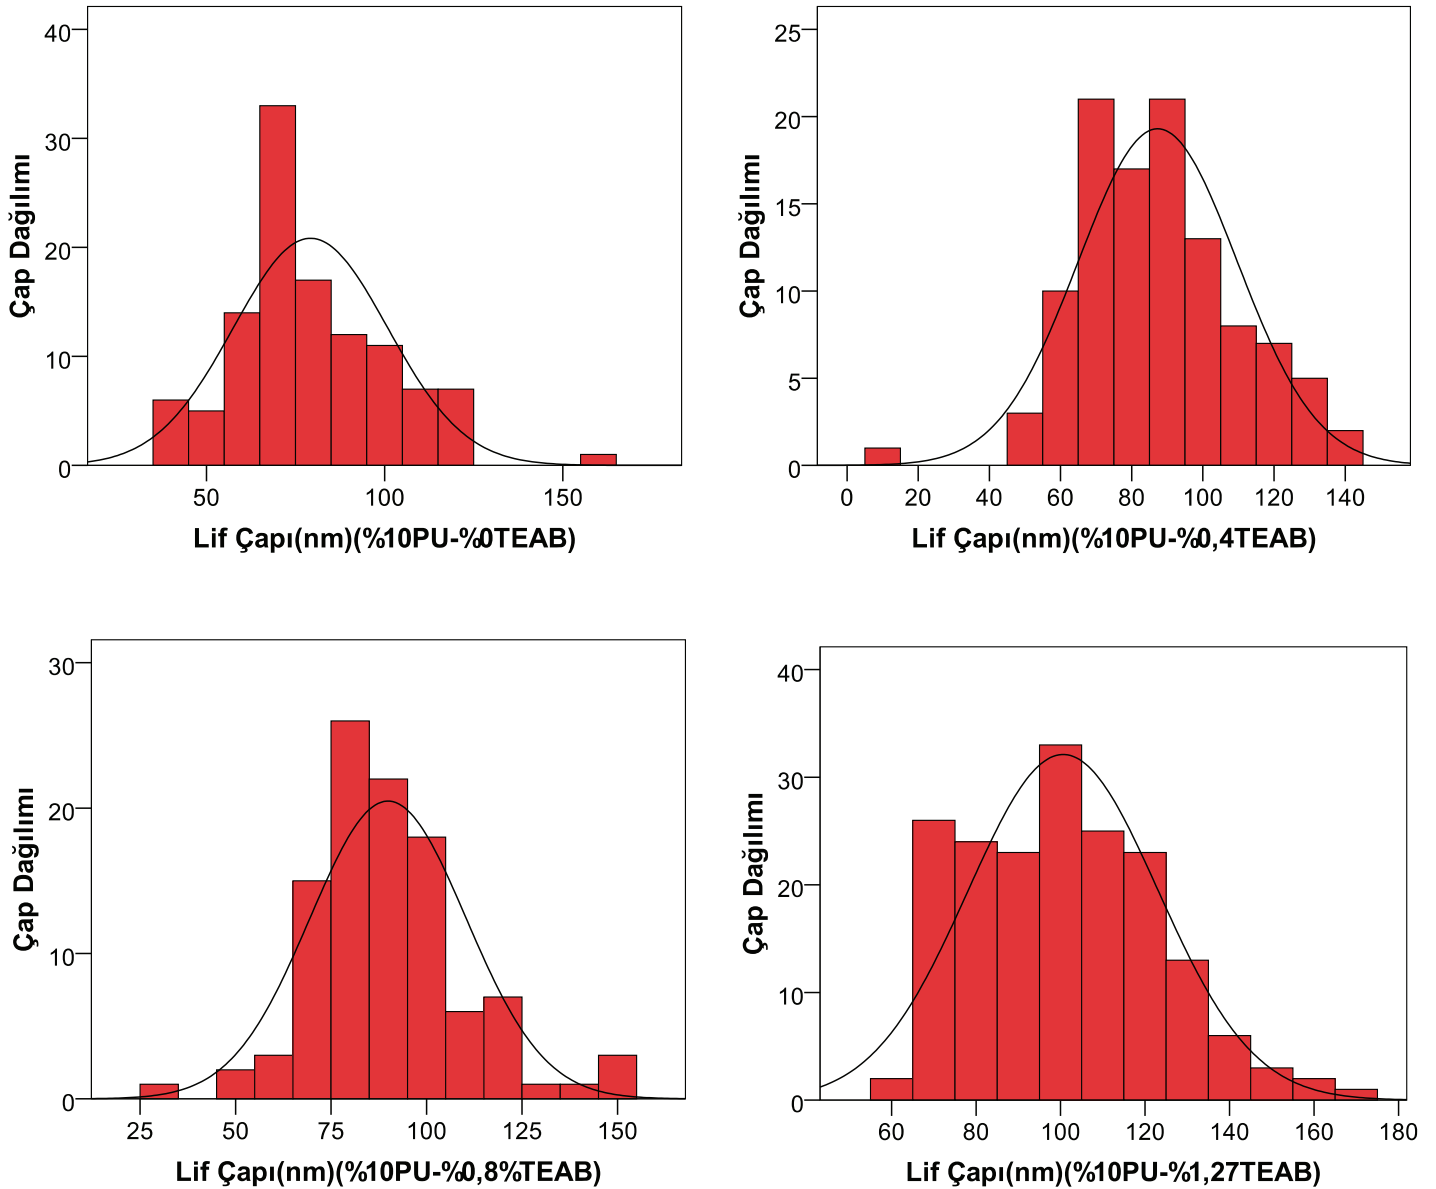 40
30
20
10
0
Çap Dağılımı
50 100 150
Lif Çapı(nm)(%10PU-%0TEAB)
25
20
15
10
5
0
Çap Dağılımı
0 20 40 60 80 100 120 140
Lif Çapı(nm)(%10PU-%0,4TEAB)
30
20
10
0
Çap Dağılımı
25 50 75 100 125 150
Lif Çapı(nm)(%10PU-%0,8%TEAB)
40
30
20
10
0
Çap Dağılımı
60 80 100 120 140 160 180
Lif Çapı(nm)(%10PU-%1,27TEAB)